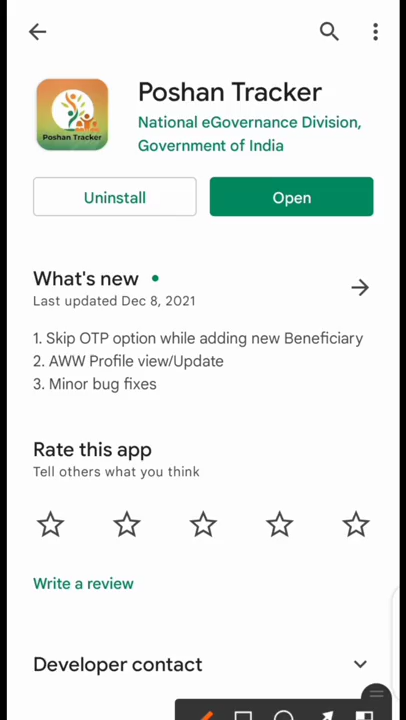 Poshan Tracker
Poshan Tracker
National eGovernance Division,
Government of India
Uninstall
Open
What's new
Last updated Dec 8, 2021
1. Skip OTP option while adding new Beneficiary
2. AWW Profile view/Update
3. Minor bug fixes
Rate this app
Tell others what you think
Write a review
Developer contact